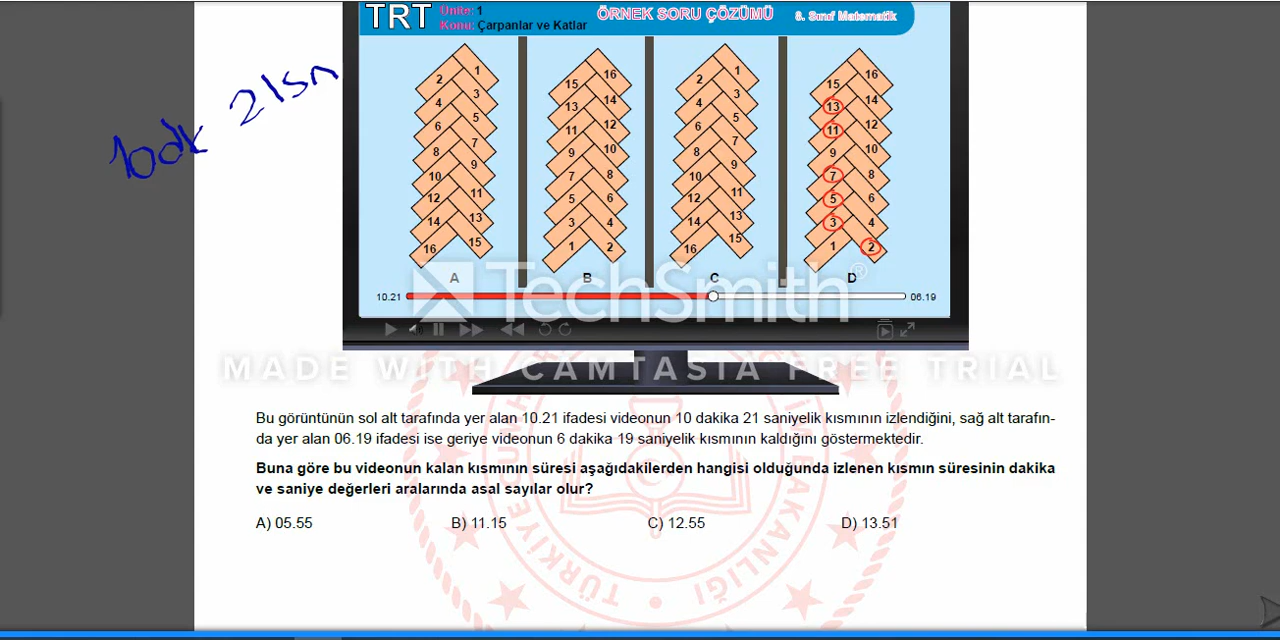 TRT
Ünite: 1
Konu: Çarpanlar ve Katlar
ÖRNEK SORU ÇÖZÜMÜ
8. Sınıf Matematik
10dk 21sn
2 1
4 3
6 5
8 7
10 9
12 11
14 13
16 15
A
15 16
13 14
11 12
9 10
7 8
5 6
3 4
1 2
B
2 1
4 3
6 5
8 7
10 9
12 11
14 13
16 15
C
15 16
13 14
11 12
9 10
7 8
5 6
3 4
1 2
D
10.21
06.19
TechSmith®
MADE WITH CAMTASIA FREE TRIAL
Bu görüntünün sol alt tarafında yer alan 10.21 ifadesi videonun 10 dakika 21 saniyelik kısmının izlendiğini, sağ alt tarafın-
da yer alan 06.19 ifadesi ise geriye videonun 6 dakika 19 saniyelik kısmının kaldığını göstermektedir.
Buna göre bu videonun kalan kısmının süresi aşağıdakilerden hangisi olduğunda izlenen kısmın süresinin dakika
ve saniye değerleri aralarında asal sayılar olur?
A) 05.55 B) 11.15 C) 12.55 D) 13.51